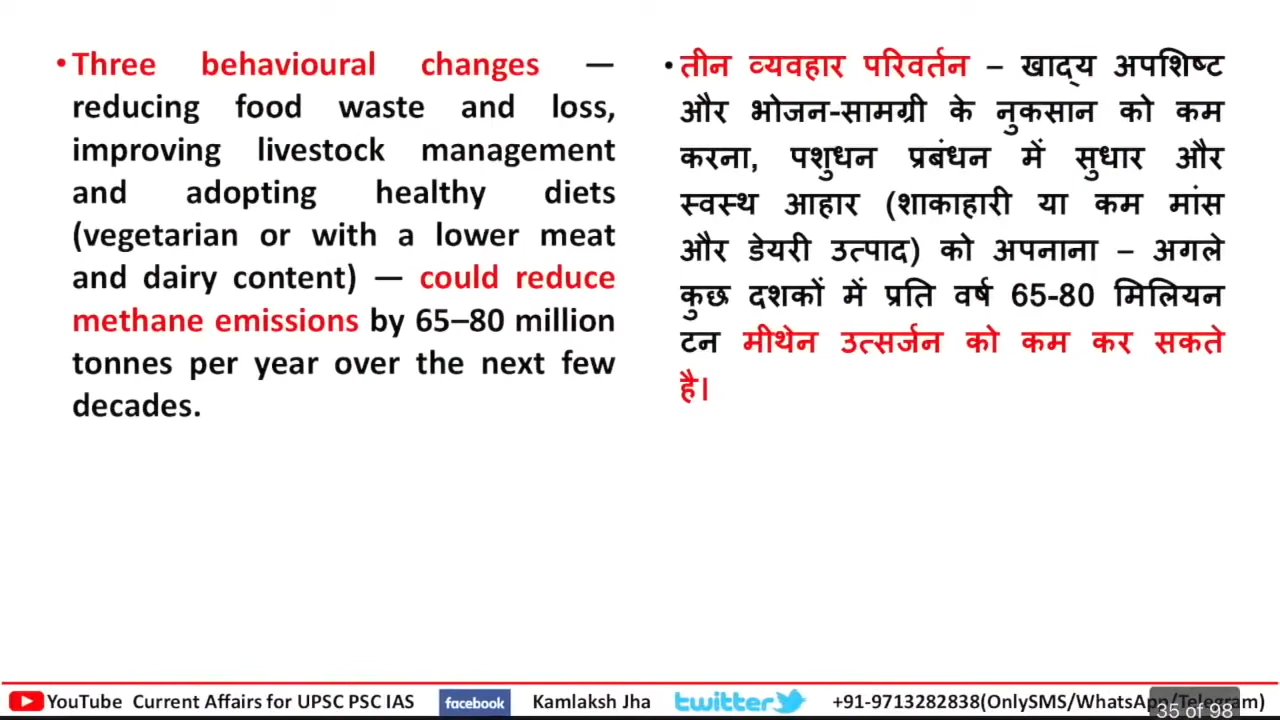 •Three behavioural changes —
reducing food waste and loss,
improving livestock management
and adopting healthy diets
(vegetarian or with a lower meat
and dairy content) — could reduce
methane emissions by 65–80 million
tonnes per year over the next few
decades.
•तीन व्यवहार परिवर्तन – खाद्य अपशिष्ट
और भोजन-सामग्री के नुकसान को कम
करना, पशुधन प्रबंधन में सुधार और
स्वस्थ आहार (शाकाहारी या कम मांस
और डेयरी उत्पाद) को अपनाना – अगले
कुछ दशकों में प्रति वर्ष 65-80 मिलियन
टन मीथेन उत्सर्जन को कम कर सकते
है।
YouTube Current Affairs for UPSC PSC IAS facebook Kamlaksh Jha twitter +91-9713282838(OnlySMS/WhatsApp/Telegram)
35 of 98